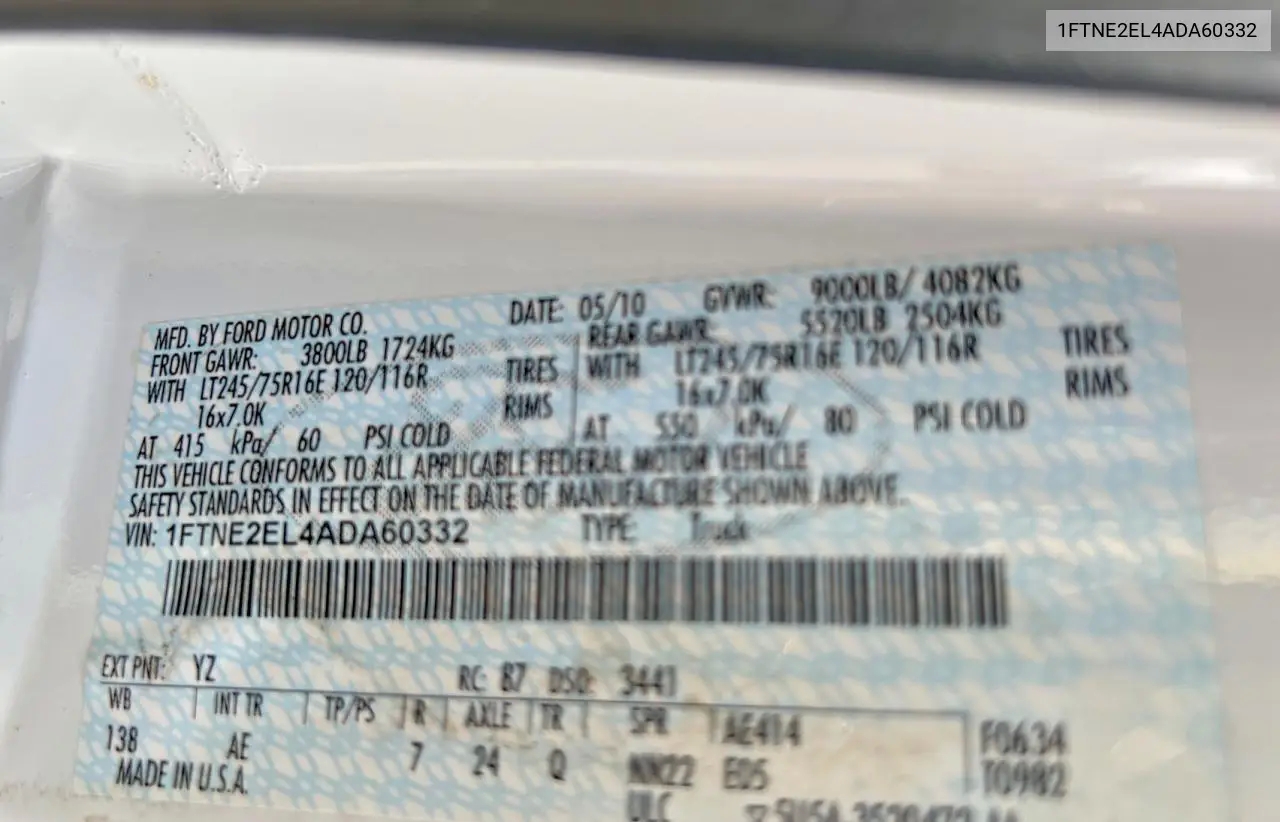 1FTNE2EL4ADA60332
MFD. BY FORD MOTOR CO. DATE: 05/10 GVWR: 9000LB/ 4082KG
FRONT GAWR: 3800LB 1724KG REAR GAWR 5520LB 2504KG
WITH LT245/75R16E 120/116R TIRES WITH LT245/75R16E 120/116R TIRES
16x7.0K RIMS 16x7.0K RIMS
AT 415 kPa/ 60 PSI COLD AT 550 kPa/ 80 PSI COLD
THIS VEHICLE CONFORMS TO ALL APPLICABLE FEDERAL MOTOR VEHICLE
SAFETY STANDARDS IN EFFECT ON THE DATE OF MANUFACTURE SHOWN ABOVE.
VIN: 1FTNE2EL4ADA60332 TYPE: Truck
EXT PNT: YZ RC: 87 DSO: 3441
WB INT TR TP/PS R AXLE TR SPR AE414 F0634
138 AE 7 24 Q NN22 E05 T0982
MADE IN U.S.A. ULC